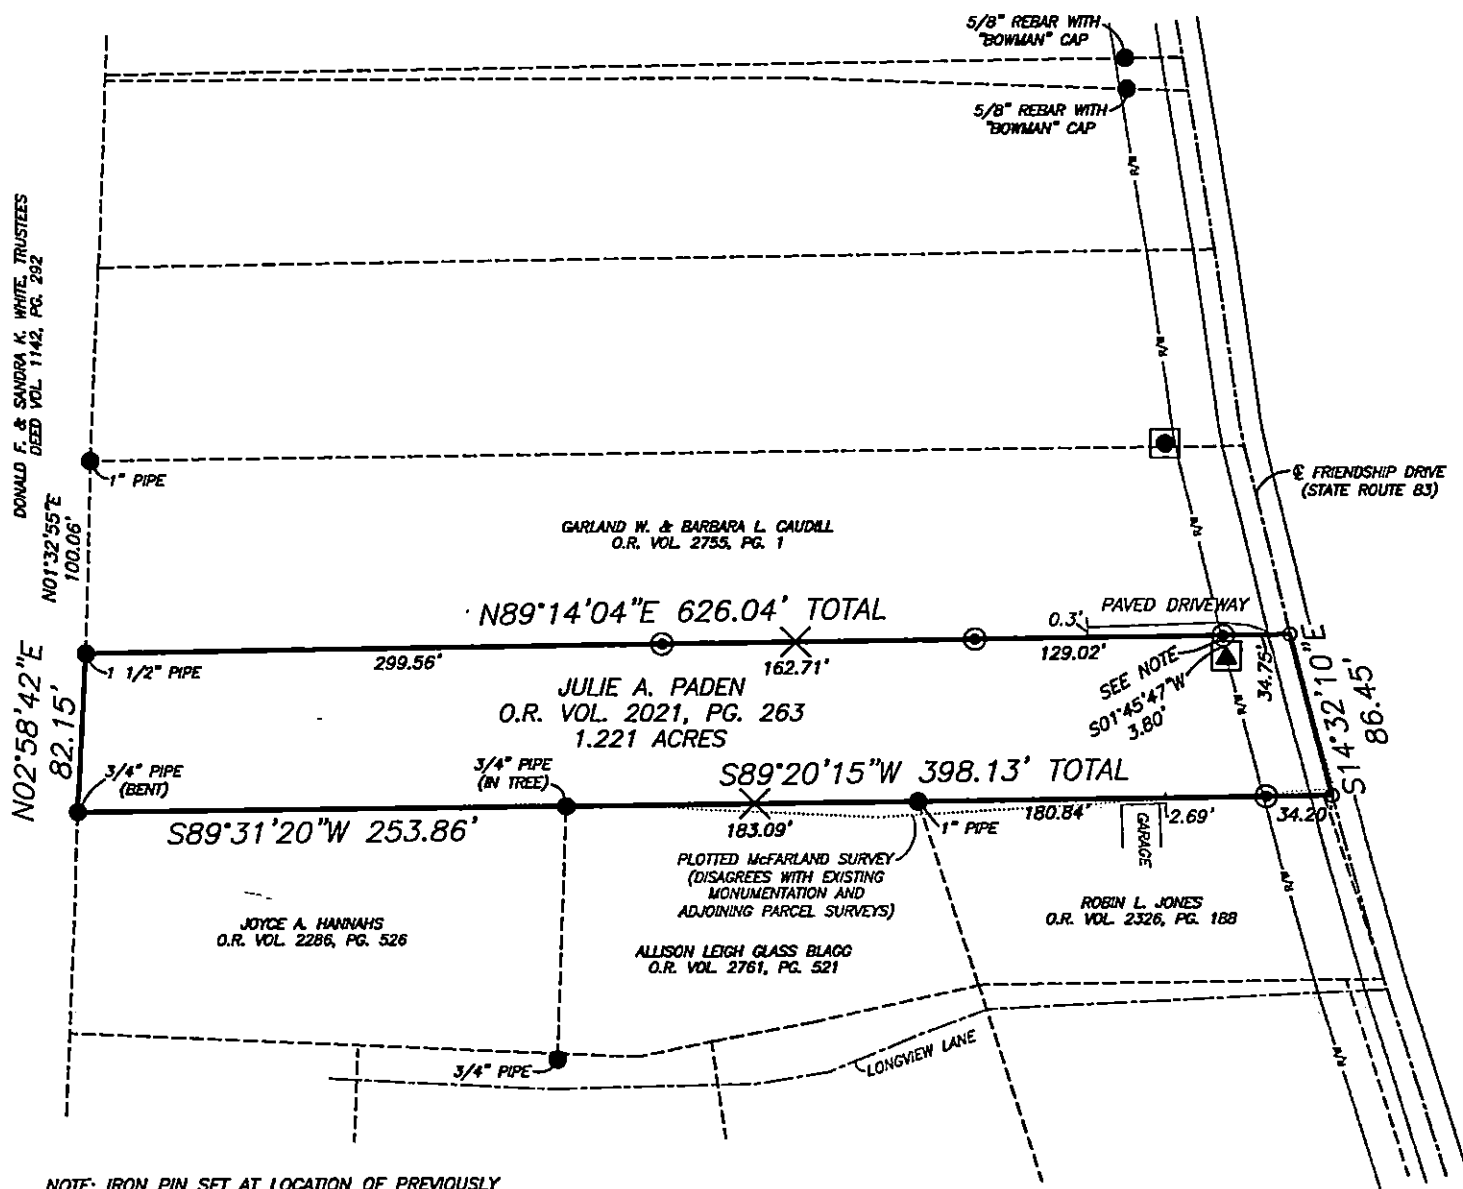 5/8" REBAR WITH
"BOWMAN" CAP
5/8" REBAR WITH
"BOWMAN" CAP
R/W
DONALD F. & SANDRA K. WHITE, TRUSTEES
DEED VOL. 1142, PG. 292
R/W
1" PIPE
℄ FRIENDSHIP DRIVE
(STATE ROUTE 83)
N01°32'55"E
100.06'
GARLAND W. & BARBARA L. CAUDILL
O.R. VOL. 2755, PG. 1
R/W
N89°14'04"E 626.04' TOTAL
0.3'
PAVED DRIVEWAY
299.56'
162.71'
129.02'
34.75'
1 1/2" PIPE
SEE NOTE
S01°45'47"W
3.80'
R/W
N02°58'42"E
82.15'
JULIE A. PADEN
O.R. VOL. 2021, PG. 263
1.221 ACRES
S14°32'10"E
86.45'
3/4" PIPE
(BENT)
3/4" PIPE
(IN TREE)
S89°20'15"W 398.13' TOTAL
S89°31'20"W 253.86'
183.09'
1" PIPE
180.84'
2.69'
34.20'
GARAGE
PLOTTED McFARLAND SURVEY
(DISAGREES WITH EXISTING
MONUMENTATION AND
ADJOINING PARCEL SURVEYS)
R/W
JOYCE A. HANNAHS
O.R. VOL. 2286, PG. 526
ROBIN L. JONES
O.R. VOL. 2326, PG. 188
ALLISON LEIGH GLASS BLAGG
O.R. VOL. 2761, PG. 521
3/4" PIPE
LONGVIEW LANE
R/W
NOTE: IRON PIN SET AT LOCATION OF PREVIOUSLY